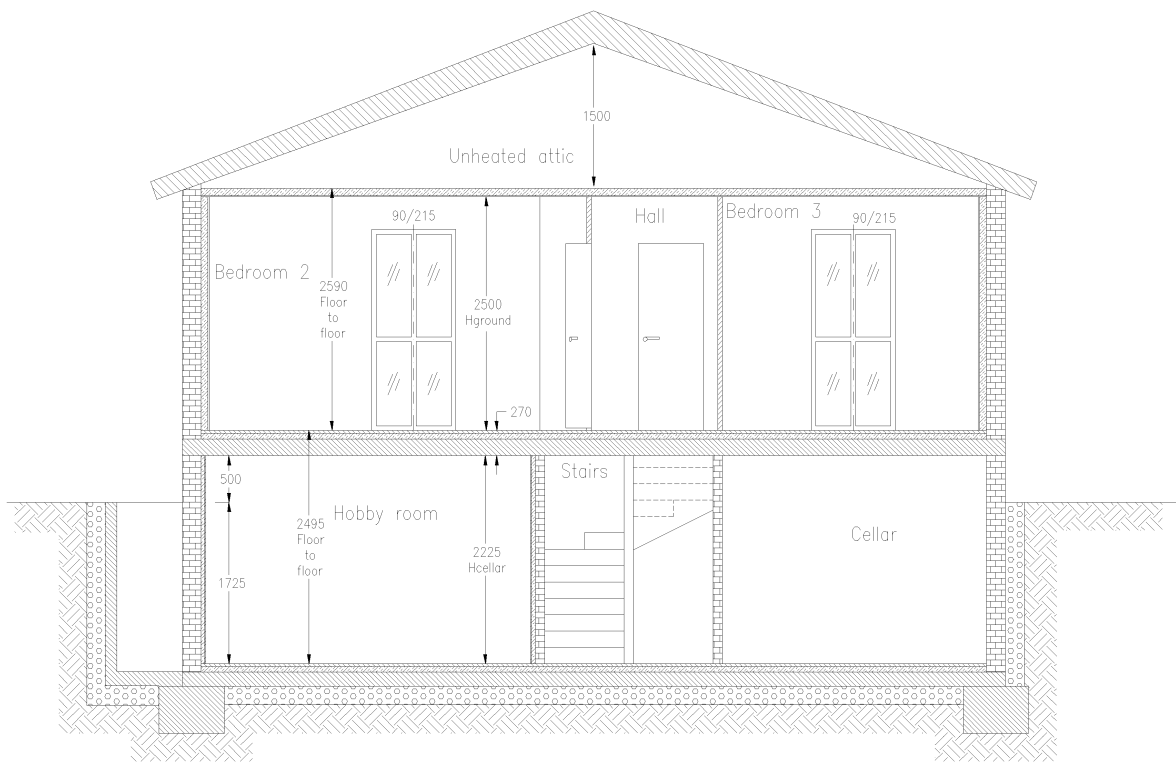 1500
Unheated attic
90/215
Hall
Bedroom 3
90/215
Bedroom 2
2590
Floor
to
floor
2500
Hground
270
500
Stairs
Hobby room
2495
Floor
to
floor
Cellar
2225
Hcellar
1725